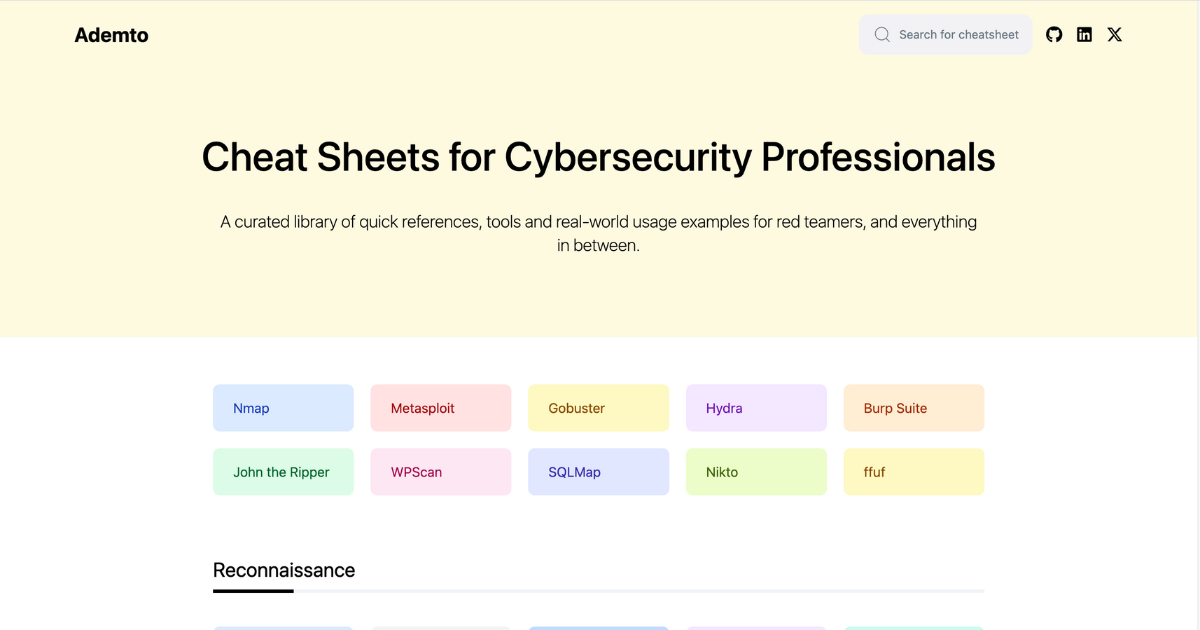 Ademto
Search for cheatsheet
Cheat Sheets for Cybersecurity Professionals
A curated library of quick references, tools and real-world usage examples for red teamers, and everything
in between.
Nmap
Metasploit
Gobuster
Hydra
Burp Suite
John the Ripper
WPScan
SQLMap
Nikto
ffuf
Reconnaissance